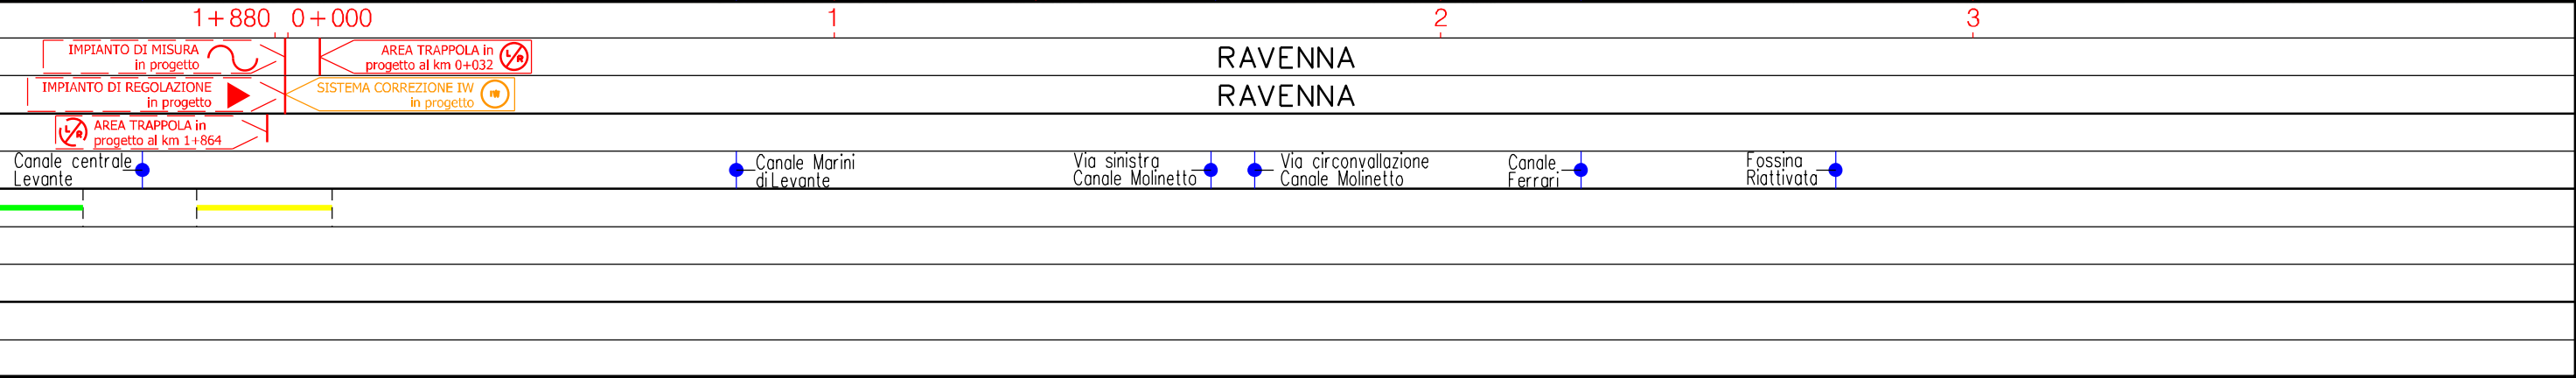 1+880 0+000 1 2 3
IMPIANTO DI MISURA
in progetto
AREA TRAPPOLA in
progetto al km 0+032
L/R
RAVENNA
IMPIANTO DI REGOLAZIONE
in progetto
SISTEMA CORREZIONE IW
in progetto
RAVENNA
L/R
AREA TRAPPOLA in
progetto al km 1+864
Canale centrale
Levante
Canale Marini
di Levante
Via sinistra
Canale Molinetto
Via circonvallazione
Canale Molinetto
Canale
Ferrari
Fossina
Riattivata